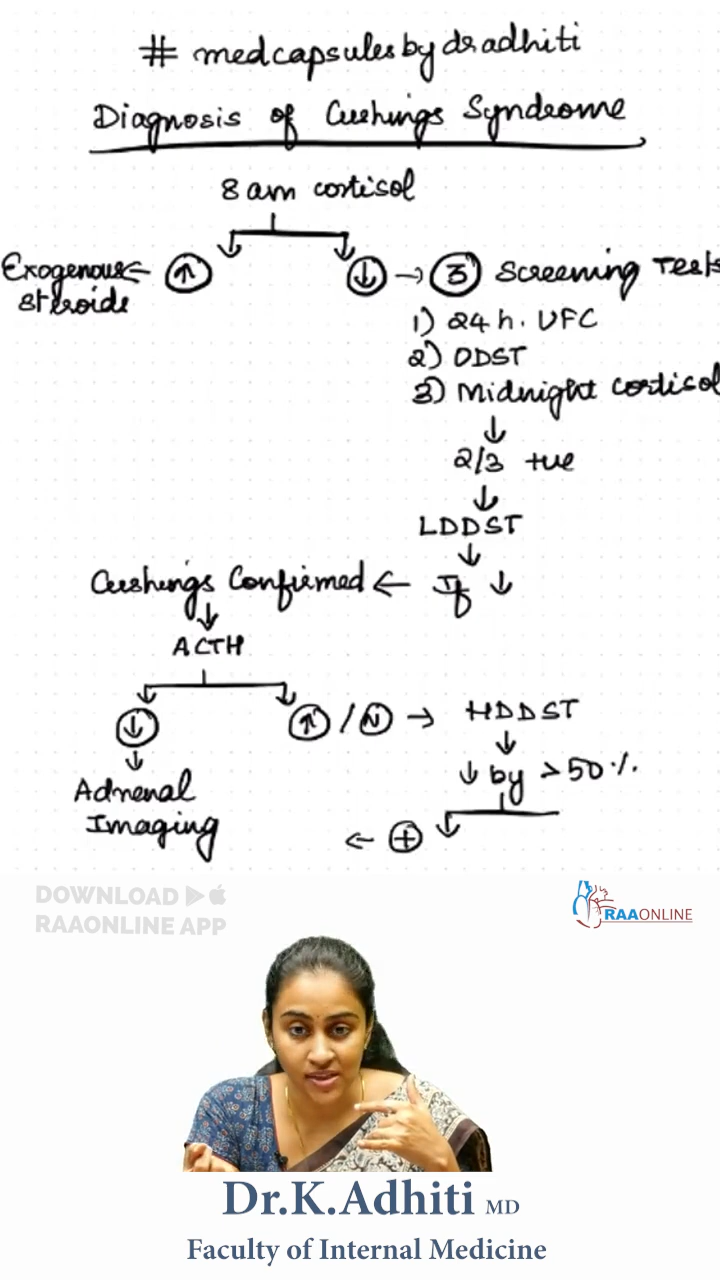 # medcapsules by dr adhiti
Diagnosis of Cushings Syndrome
8 am cortisol
Exogenous steroids ← ↑
↓ → 3 Screening Tests
1) 24 h. UFC
2) ODST
3) Midnight cortisol
↓
2/3 +ve
↓
LDDST
↓
Cushings Confirmed ← If ↓
↓
ACTH
↓
↑ / N → HDDST
↓
↓ by >50%
↓
Adrenal
Imaging
← +
DOWNLOAD
RAAONLINE APP
RAAONLINE
Dr.K.Adhiti MD
Faculty of Internal Medicine